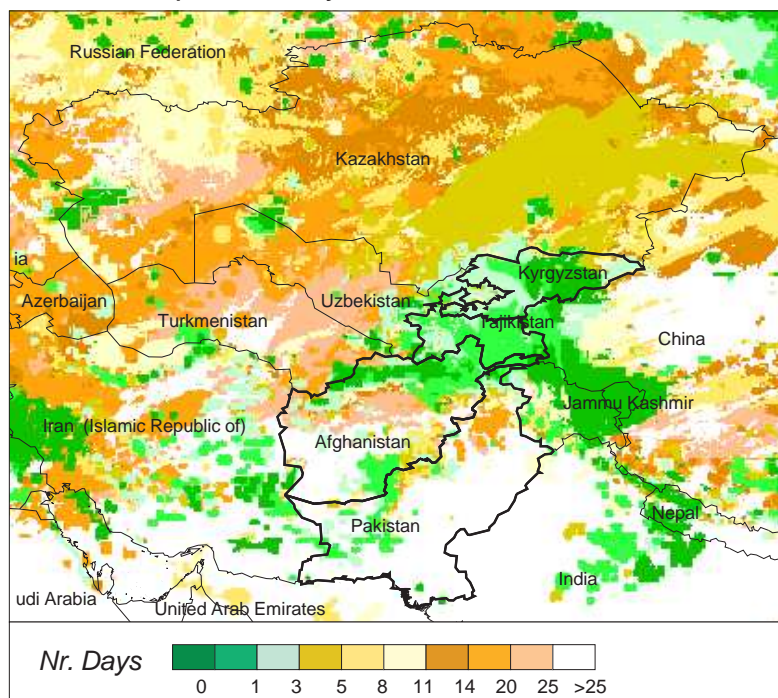 Russian Federation
Kazakhstan
ia
Kyrgyzstan
Azerbaijan
Uzbekistan
Turkmenistan
Tajikistan
China
Jammu Kashmir
Iran (Islamic Republic of)
Afghanistan
Nepal
Pakistan
India
udi Arabia
United Arab Emirates
Nr. Days
0 1 3 5 8 11 14 20 25 >25